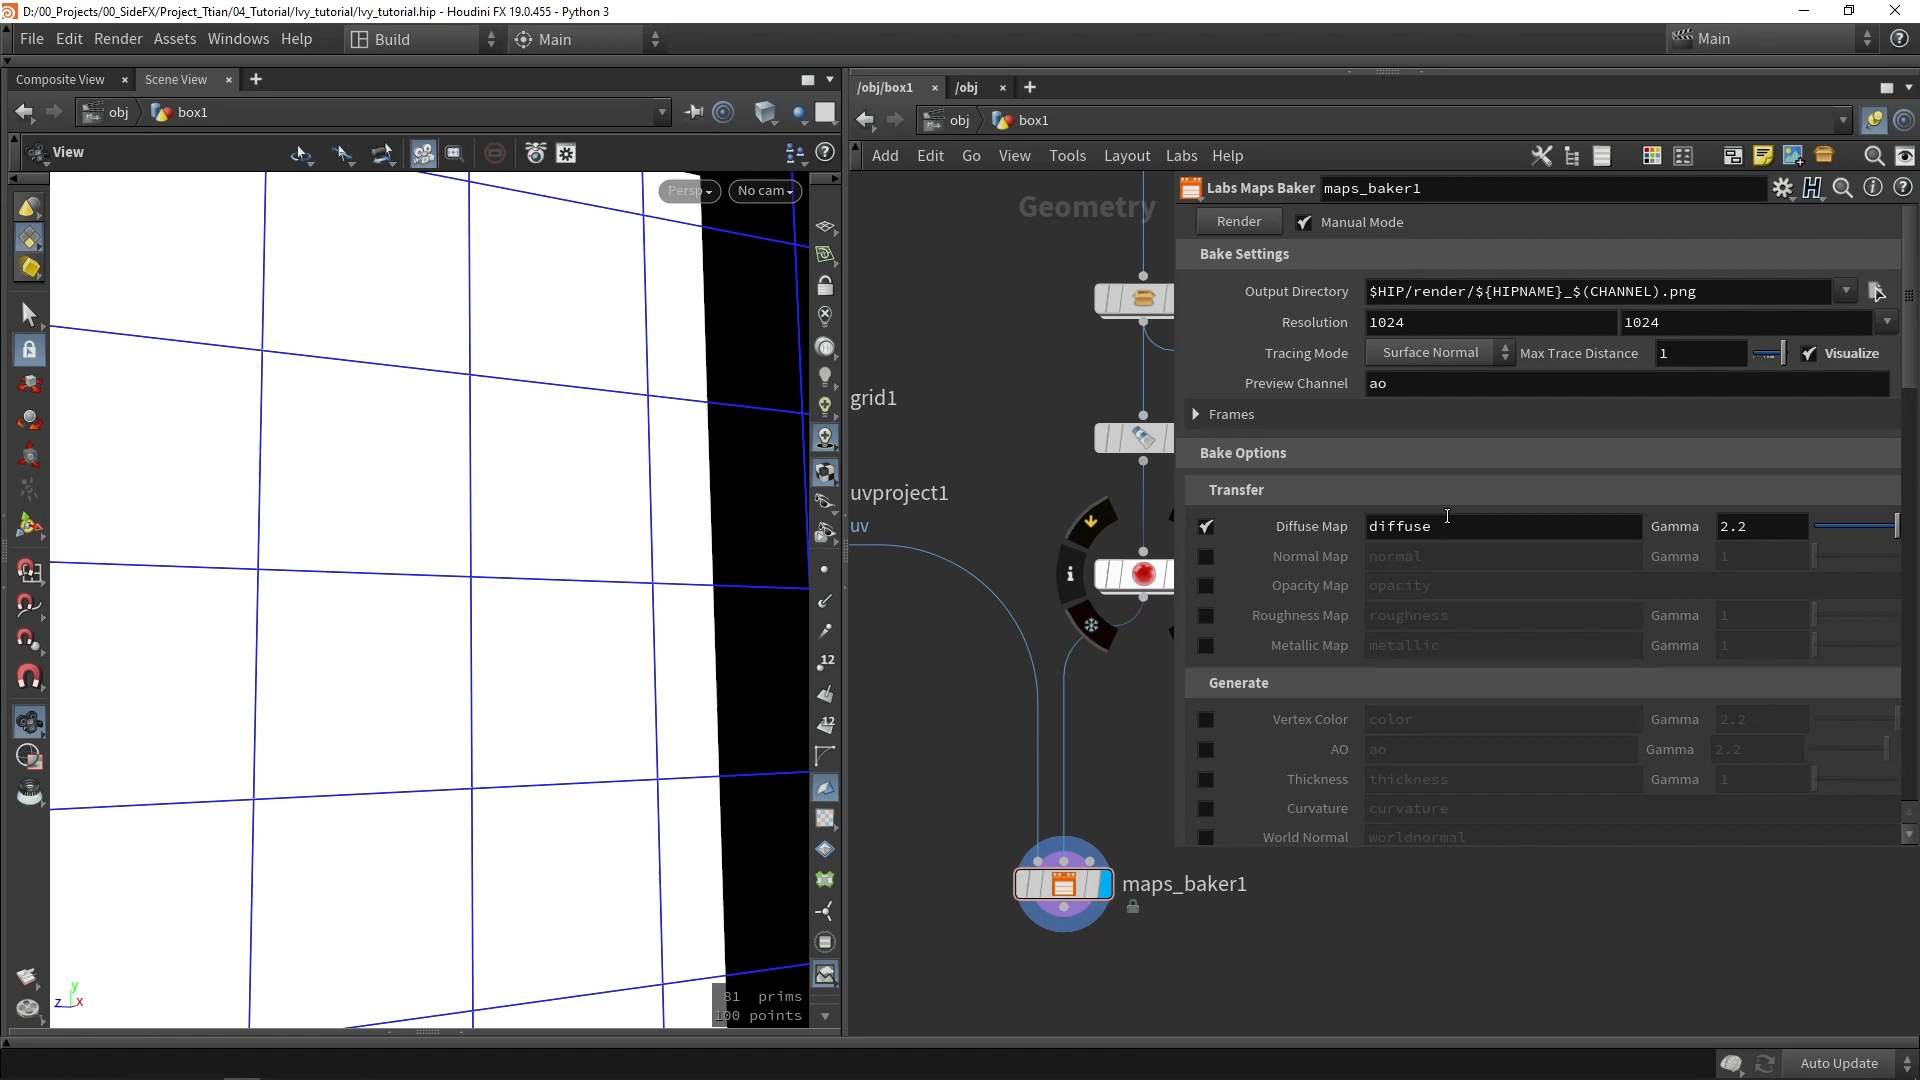 D:/00_Projects/00_SideFX/Project_Ttian/04_Tutorial/Ivy_tutorial/Ivy_tutorial.hip - Houdini FX 19.0.455 - Python 3
File Edit Render Assets Windows Help Build Main Main
Composite View Scene View
/obj/box1 /obj
obj box1
obj box1
View
Add Edit Go View Tools Layout Labs Help
Persp No cam
Geometry
Labs Maps Baker maps_baker1
Render Manual Mode
Bake Settings
Output Directory $HIP/render/${HIPNAME}_$(CHANNEL).png
Resolution 1024 1024
Tracing Mode Surface Normal Max Trace Distance 1 Visualize
Preview Channel ao
Frames
Bake Options
Transfer
Diffuse Map diffuse Gamma 2.2
Normal Map normal Gamma 1
Opacity Map opacity
Roughness Map roughness Gamma 1
Metallic Map metallic Gamma 1
Generate
Vertex Color color Gamma 2.2
AO ao Gamma 2.2
Thickness thickness Gamma 1
Curvature curvature
World Normal worldnormal
grid1
uvproject1
uv
maps_baker1
12
12
y
z x
81 prims
100 points
Auto Update